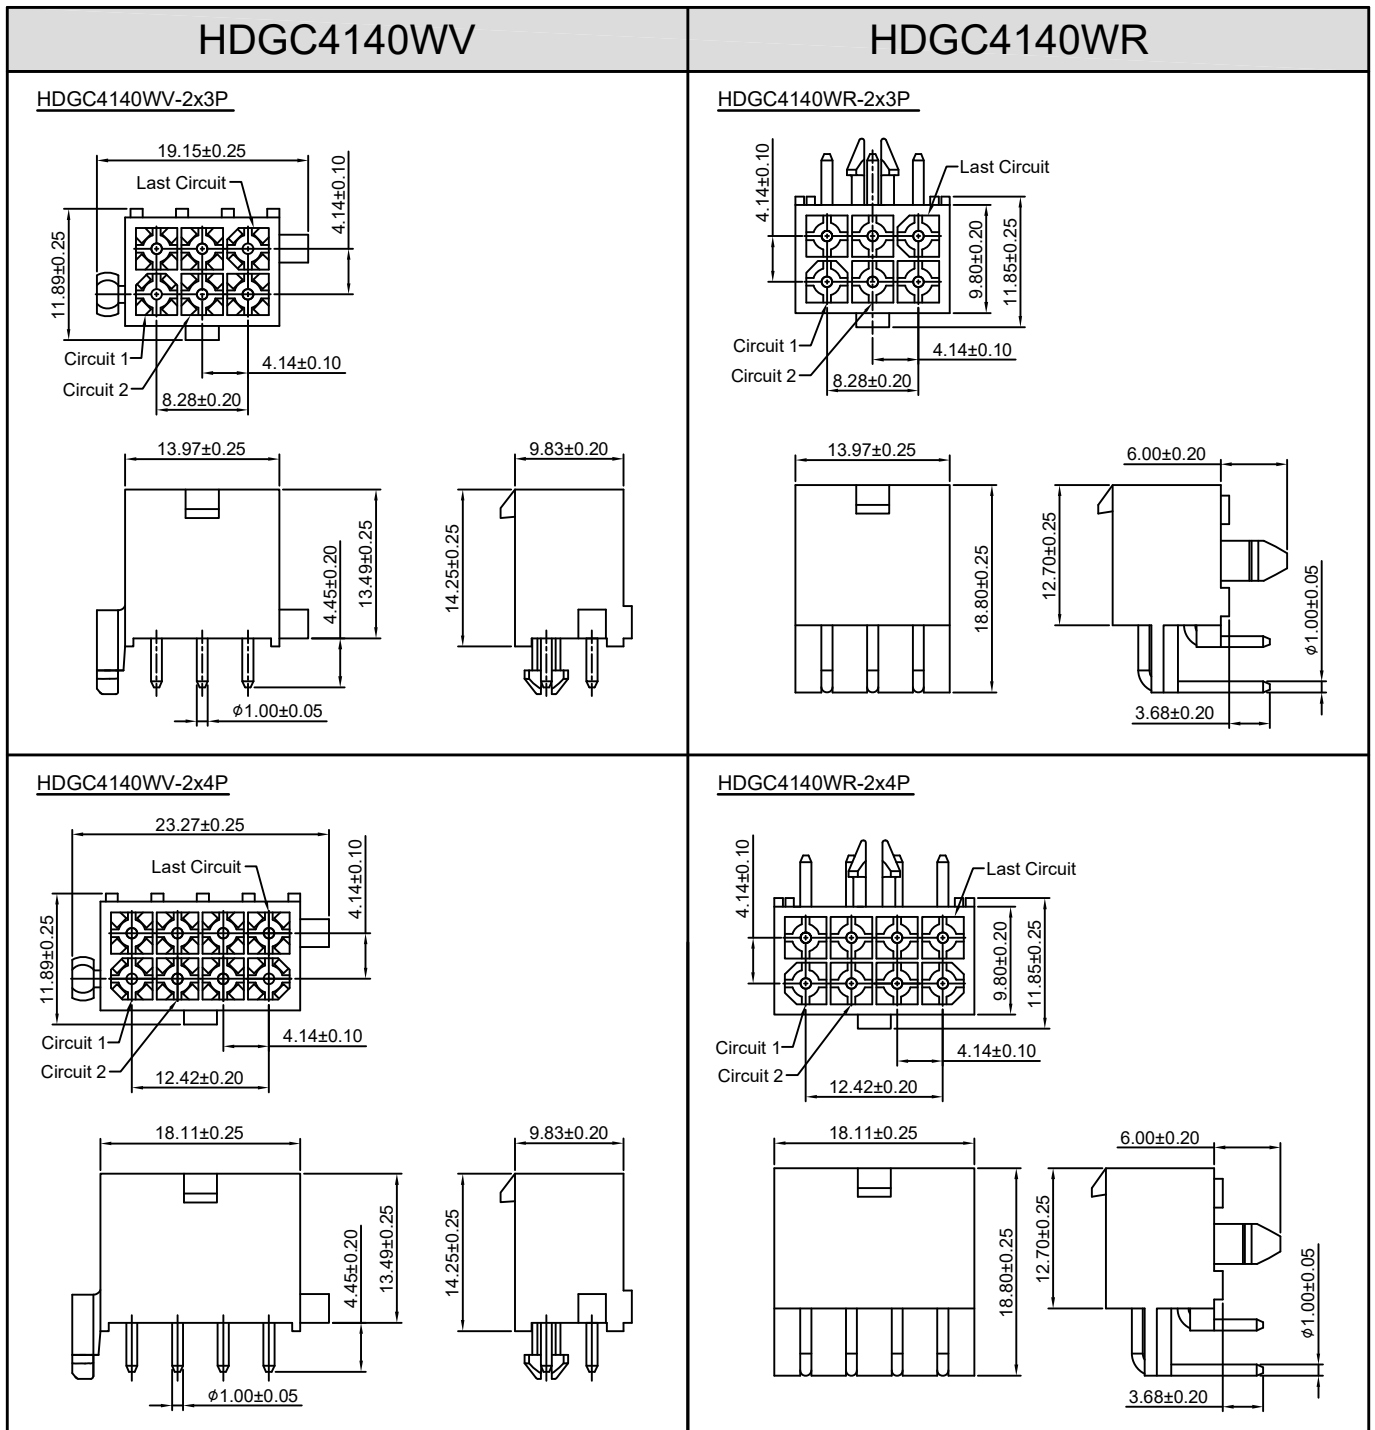 HDGC4140WV
HDGC4140WR
HDGC4140WV-2x3P
19.15±0.25
Last Circuit
4.14±0.10
11.89±0.25
Circuit 1
4.14±0.10
Circuit 2
8.28±0.20
13.97±0.25
9.83±0.20
4.45±0.20
13.49±0.25
14.25±0.25
φ1.00±0.05
HDGC4140WR-2x3P
4.14±0.10
Last Circuit
9.80±0.20
11.85±0.25
Circuit 1
4.14±0.10
Circuit 2
8.28±0.20
13.97±0.25
6.00±0.20
18.80±0.25
12.70±0.25
φ1.00±0.05
3.68±0.20
HDGC4140WV-2x4P
23.27±0.25
Last Circuit
4.14±0.10
11.89±0.25
Circuit 1
4.14±0.10
Circuit 2
12.42±0.20
18.11±0.25
9.83±0.20
4.45±0.20
13.49±0.25
14.25±0.25
φ1.00±0.05
HDGC4140WR-2x4P
4.14±0.10
Last Circuit
9.80±0.20
11.85±0.25
Circuit 1
4.14±0.10
Circuit 2
12.42±0.20
18.11±0.25
6.00±0.20
18.80±0.25
12.70±0.25
φ1.00±0.05
3.68±0.20